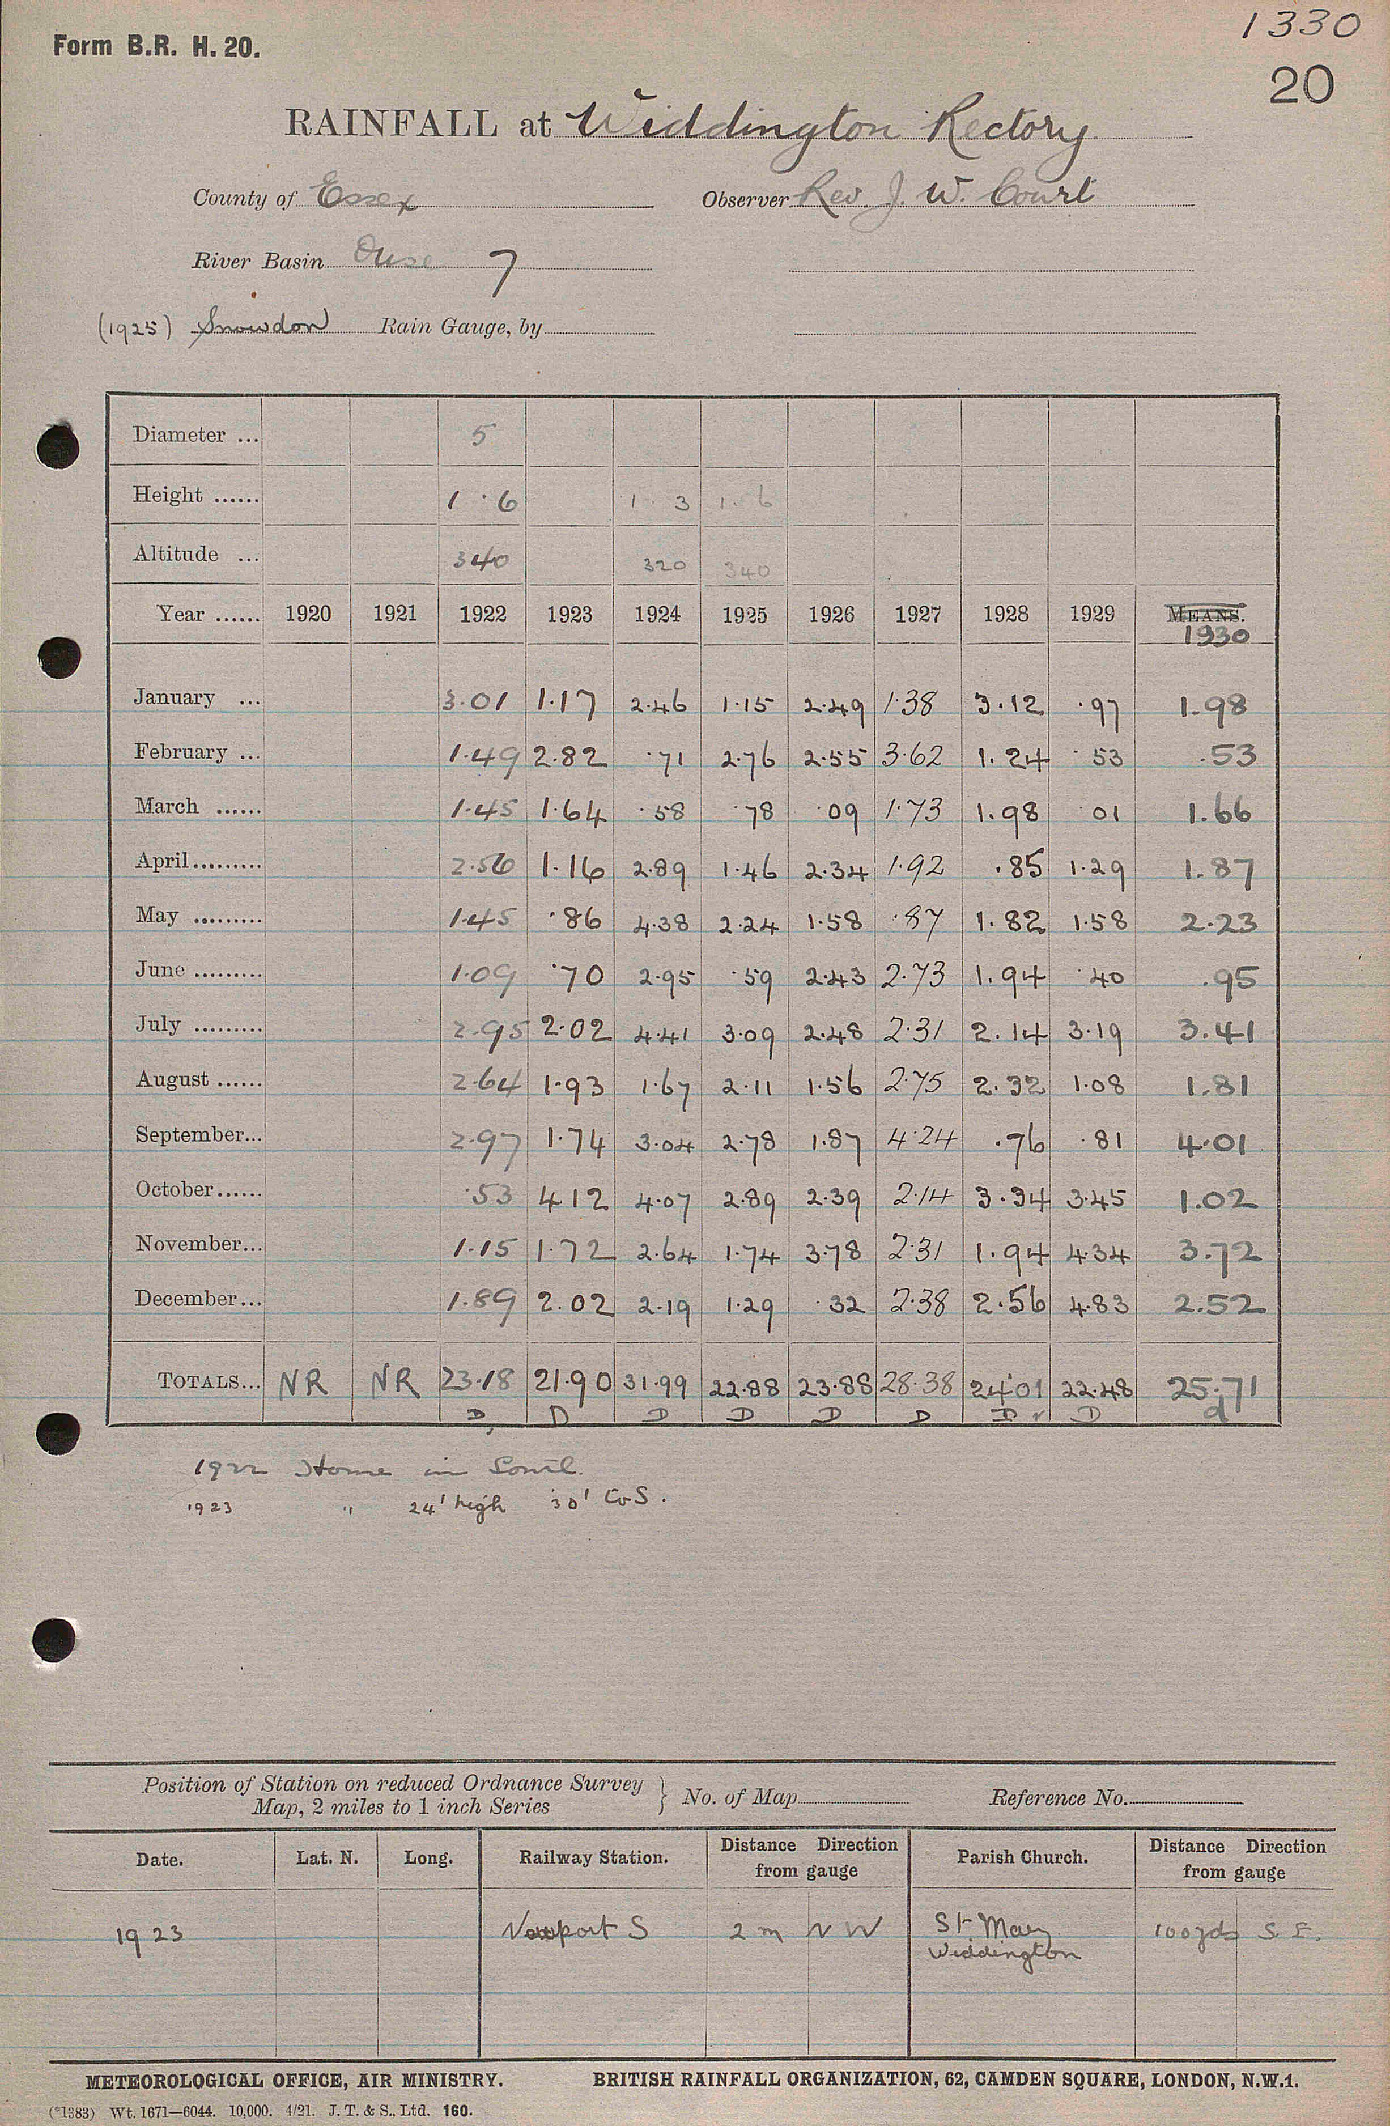 1330
Form B.R. H. 20.
20
RAINFALL at Widdington Rectory
County of Essex Observer Rev. J. W. Court
River Basin Ouse 7
(1925) Snowdon Rain Gauge, by
Diameter ... 5
Height ...... 1 . 6 1 . 3 1 . 6
Altitude ... 340 320 340
Year ...... 1920 1921 1922 1923 1924 1925 1926 1927 1928 1929 MEANS.
1930
January ... 3.01 1.17 2.46 1.15 2.49 1.38 3.12 .97 1.98
February ... 1.49 2.82 .71 2.76 2.55 3.62 1.24 .53 .53
March ...... 1.45 1.64 .58 .78 .09 1.73 1.98 01 1.66
April......... 2.56 1.16 2.89 1.46 2.34 1.92 .85 1.29 1.87
May ......... 1.45 .86 4.38 2.24 1.58 .87 1.82 1.58 2.23
June ......... 1.09 .70 2.95 .59 2.43 2.73 1.94 .40 .95
July ......... 2.95 2.02 4.41 3.09 2.48 2.31 2.14 3.19 3.41
August ...... 2.64 1.93 1.67 2.11 1.56 2.75 2.32 1.08 1.81
September... 2.97 1.74 3.04 2.78 1.87 4.24 .76 .81 4.01
October...... .53 4.12 4.07 2.89 2.39 2.14 3.34 3.45 1.02
November... 1.15 1.72 2.64 1.74 3.78 2.31 1.94 4.34 3.72
December... 1.89 2.02 2.19 1.29 .32 2.38 2.56 4.83 2.52
TOTALS... NR NR 23.18 21.90 31.99 22.88 23.88 28.38 24.01 22.48 25.71
D D D D D D D D d
1922 Home in
1923 " 24' high 30' S.
Position of Station on reduced Ordnance Survey Map, 2 miles to 1 inch Series } No. of Map Reference No.
Date. Lat. N. Long. Railway Station. Distance Direction from gauge Parish Church. Distance Direction from gauge
1923 Newport S 2 m NW St Mary Widdington 100 yds S. E.
METEOROLOGICAL OFFICE, AIR MINISTRY. BRITISH RAINFALL ORGANIZATION, 62, CAMDEN SQUARE, LONDON, N.W.1.
(*1383) Wt. 1671—6044. 10,000. 4/21. J. T. & S., Ltd. 160.